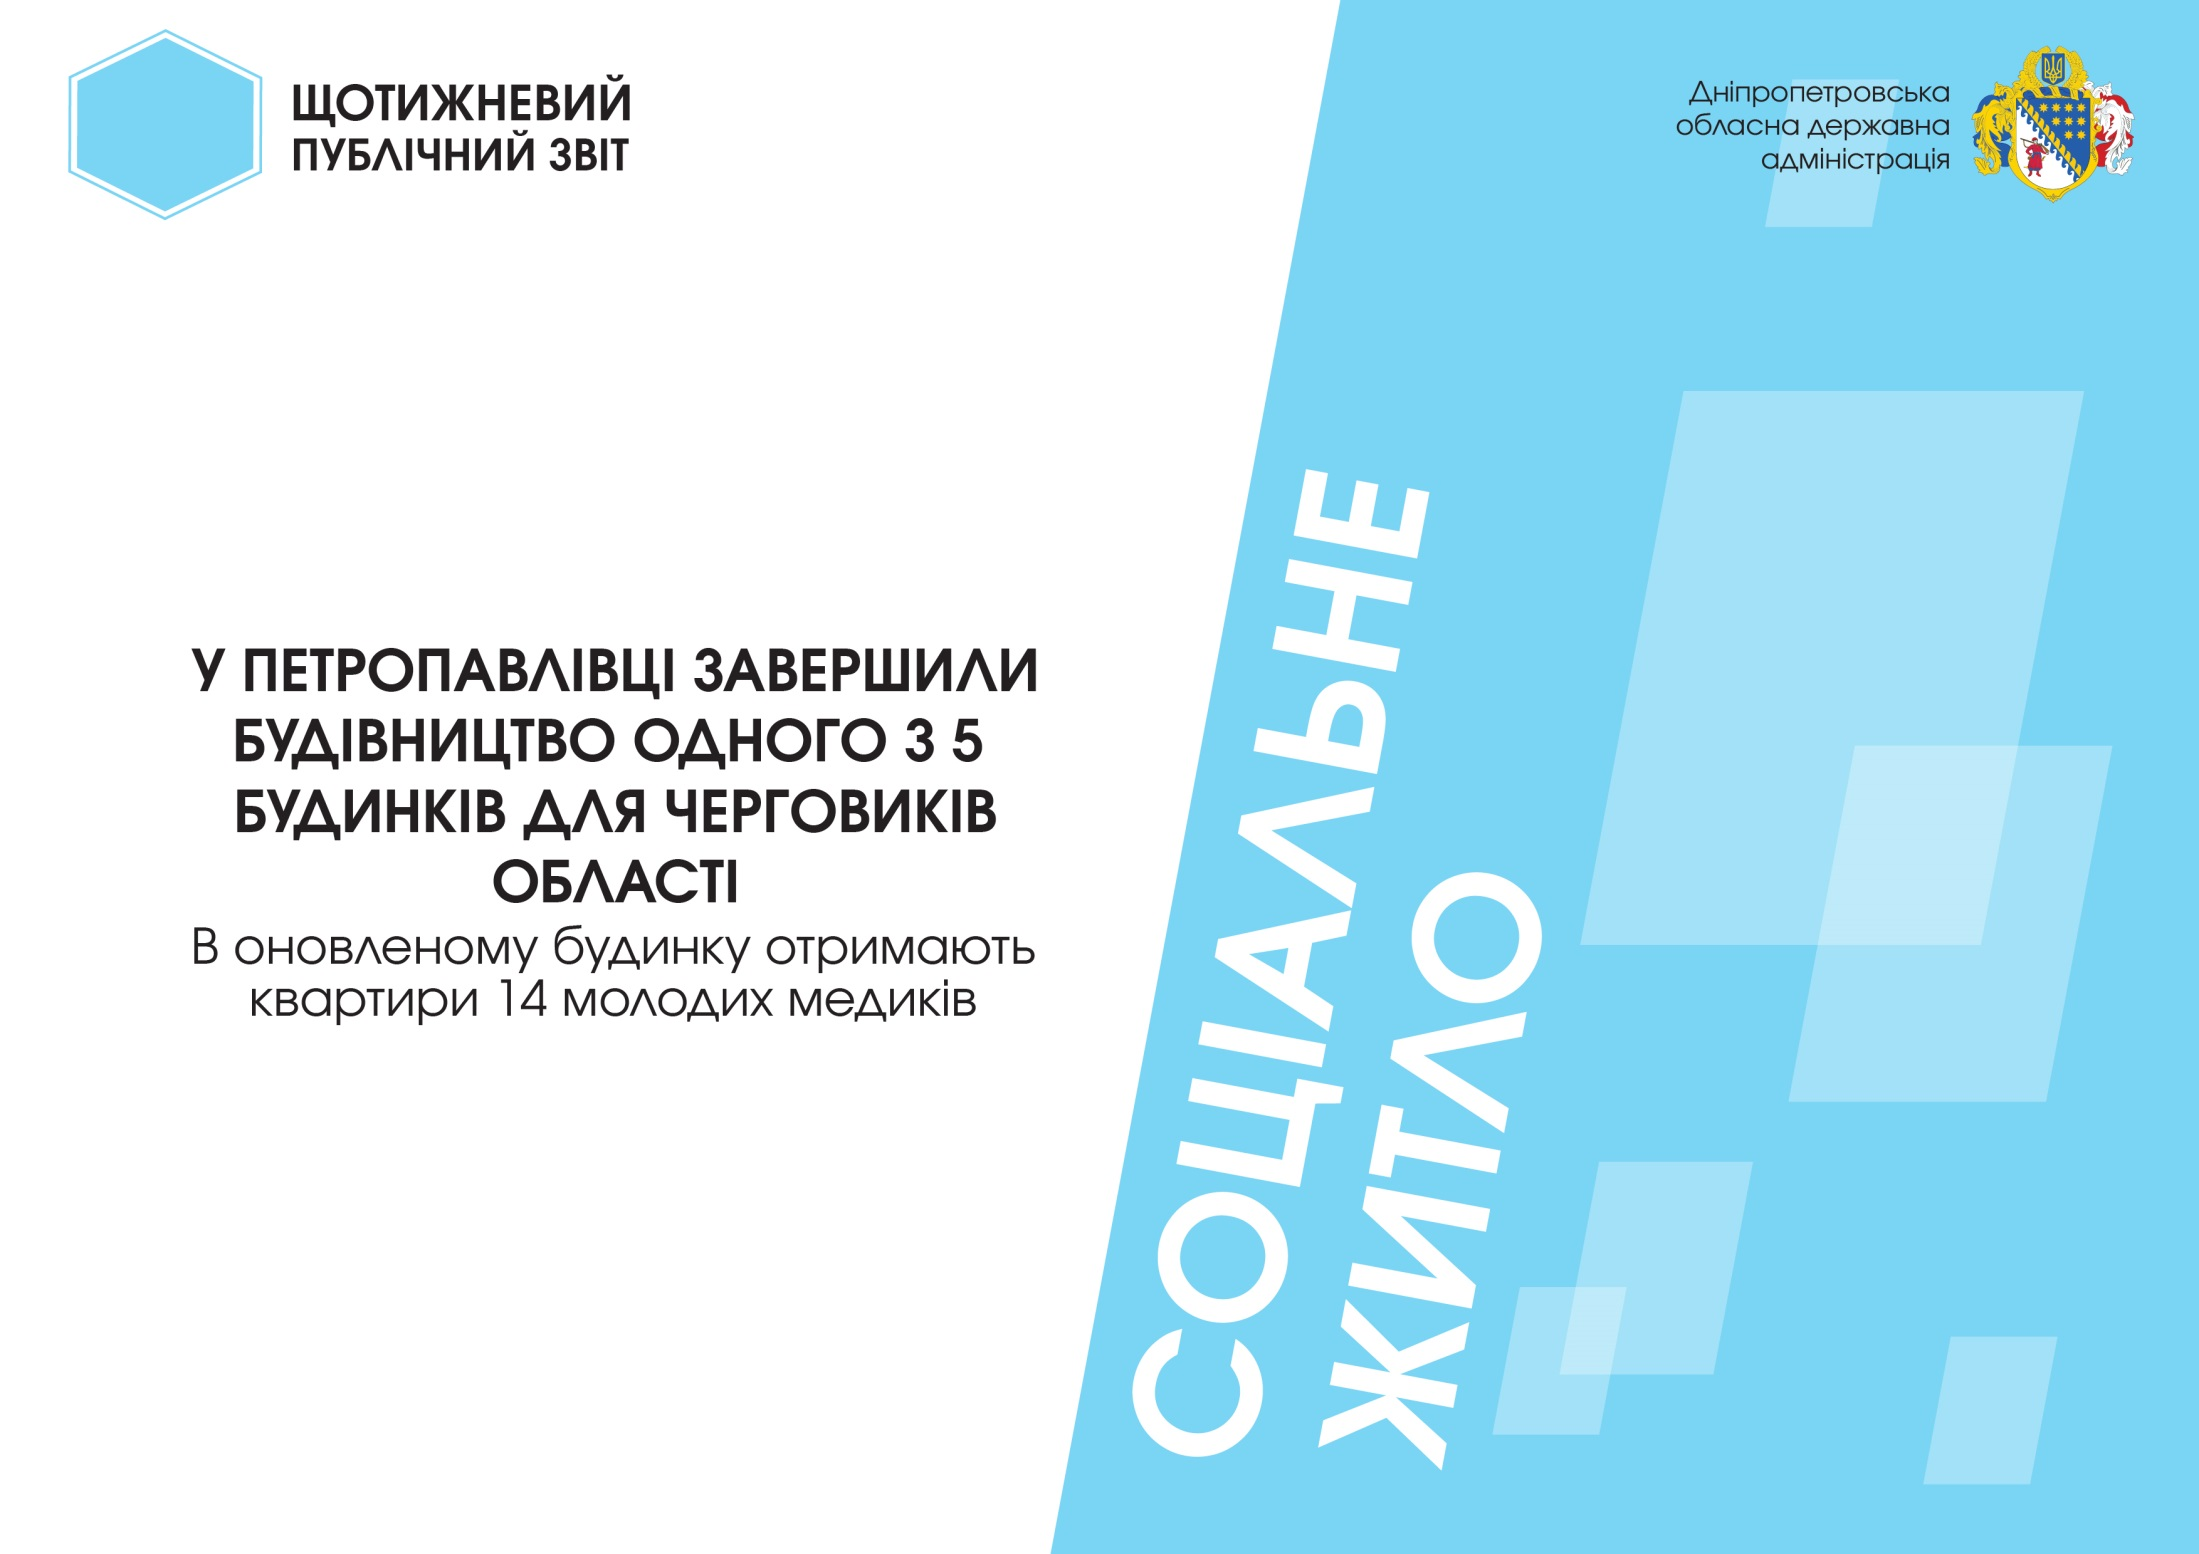 ЩОТИЖНЕВИЙ
ПУБЛІЧНИЙ ЗВІТ
Дніпропетровська
обласна державна
адміністрація
У ПЕТРОПАВЛІВЦІ ЗАВЕРШИЛИ
БУДІВНИЦТВО ОДНОГО З 5
БУДИНКІВ ДЛЯ ЧЕРГОВИКІВ
ОБЛАСТІ
В оновленому будинку отримають
квартири 14 молодих медиків
СОЦІАЛЬНЕ
ЖИТЛО